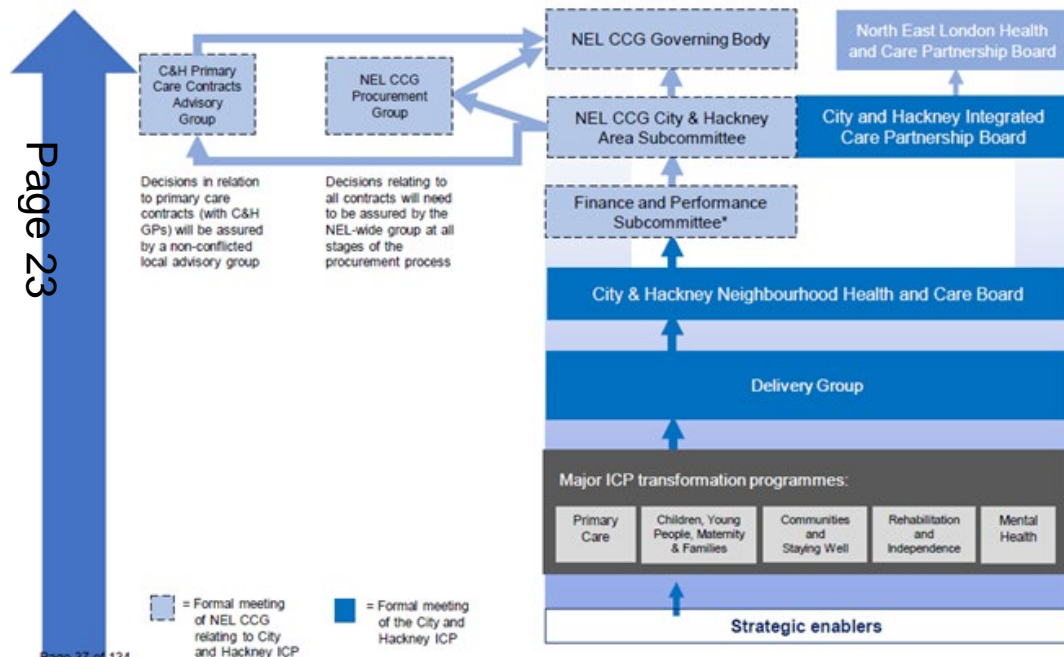 Page 23
C&H Primary
Care Contracts
Advisory
Group
NEL CCG
Procurement
Group
NEL CCG Governing Body
North East London Health
and Care Partnership Board
NEL CCG City & Hackney
Area Subcommittee
City and Hackney Integrated
Care Partnership Board
Decisions in relation
to primary care
contracts (with C&H
GPs) will be assured
by a non-conflicted
local advisory group
Decisions relating to
all contracts will need
to be assured by the
NEL-wide group at all
stages of the
procurement process
Finance and Performance
Subcommittee*
City & Hackney Neighbourhood Health and Care Board
Delivery Group
Major ICP transformation programmes:
Primary
Care
Children, Young
People, Maternity
& Families
Communities
and
Staying Well
Rehabilitation
and
Independence
Mental
Health
= Formal meeting
of NEL CCG
relating to City
and Hackney ICP
= Formal meeting
of the City and
Hackney ICP
Strategic enablers
Page 37 of 134